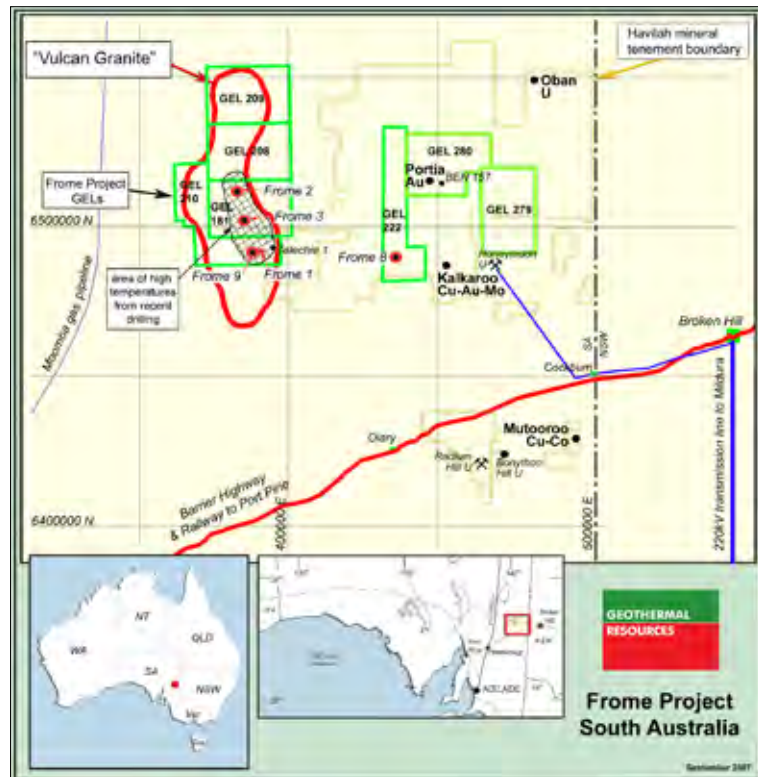 "Vulcan Granite"
Havilah mineral
tenement boundary
Oban
U
GEL 209
GEL 208
GEL 280
Portia
Au
BEN 157
Frome Project
GELs
GEL
210
GEL
181
Frome 2
Frome 3
GEL
222
GEL 279
6500000 N
Frome 8
Honeymoon
U
Kalkaroo
Cu-Au-Mo
Frome 9
Frome 1
area of high
temperatures
from recent
drilling
Moomba gas pipeline
Broken Hill
SA
NSW
Cockburn
Olary
Mutooroo
Cu-Co
Radium
Hill U
Bonython
Hill U
Barrier Highway
& Railway to Port Pirie
6400000 N
400000 E
500000 E
220kV transmission line to Mildura
NT
QLD
WA
SA
NSW
Vic
Tas
ADELAIDE
GEOTHERMAL
RESOURCES
Frome Project
South Australia
September 2007